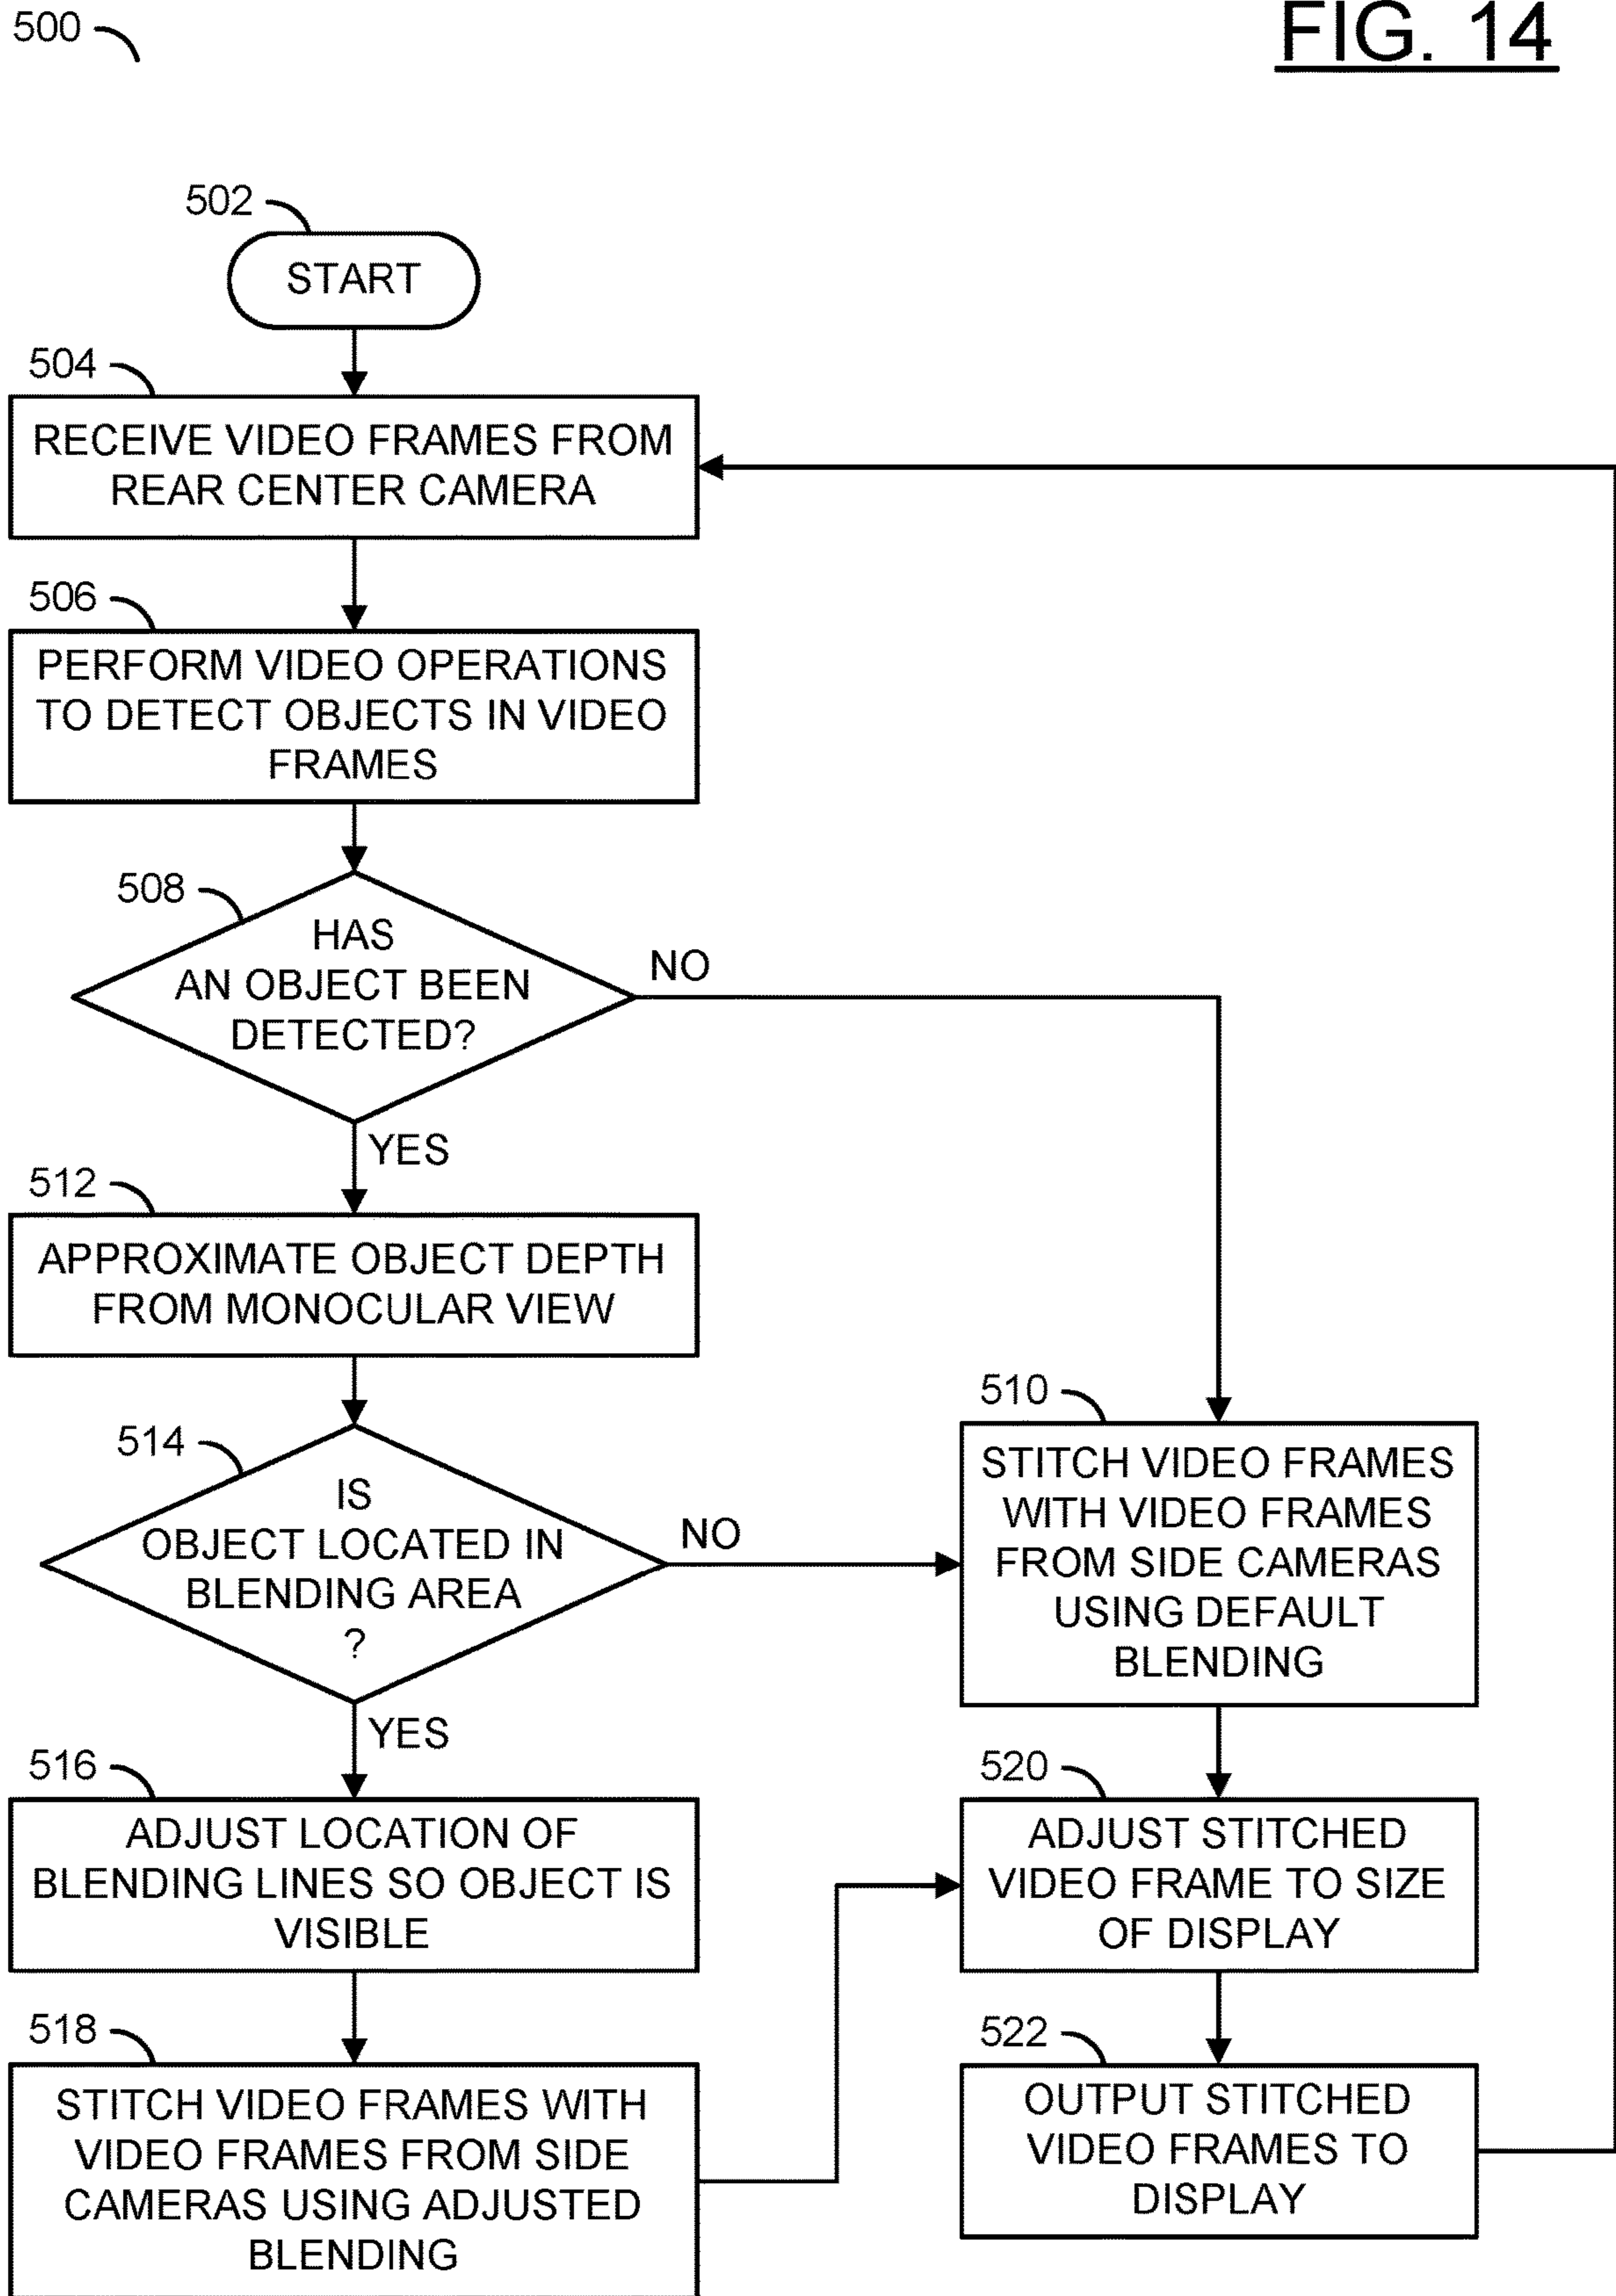 500
FIG. 14
502
START
504
RECEIVE VIDEO FRAMES FROM
REAR CENTER CAMERA
506
PERFORM VIDEO OPERATIONS
TO DETECT OBJECTS IN VIDEO
FRAMES
508
HAS
AN OBJECT BEEN
DETECTED?
NO
YES
512
APPROXIMATE OBJECT DEPTH
FROM MONOCULAR VIEW
514
IS
OBJECT LOCATED IN
BLENDING AREA
?
NO
YES
510
STITCH VIDEO FRAMES
WITH VIDEO FRAMES
FROM SIDE CAMERAS
USING DEFAULT
BLENDING
516
ADJUST LOCATION OF
BLENDING LINES SO OBJECT IS
VISIBLE
518
STITCH VIDEO FRAMES WITH
VIDEO FRAMES FROM SIDE
CAMERAS USING ADJUSTED
BLENDING
520
ADJUST STITCHED
VIDEO FRAME TO SIZE
OF DISPLAY
522
OUTPUT STITCHED
VIDEO FRAMES TO
DISPLAY